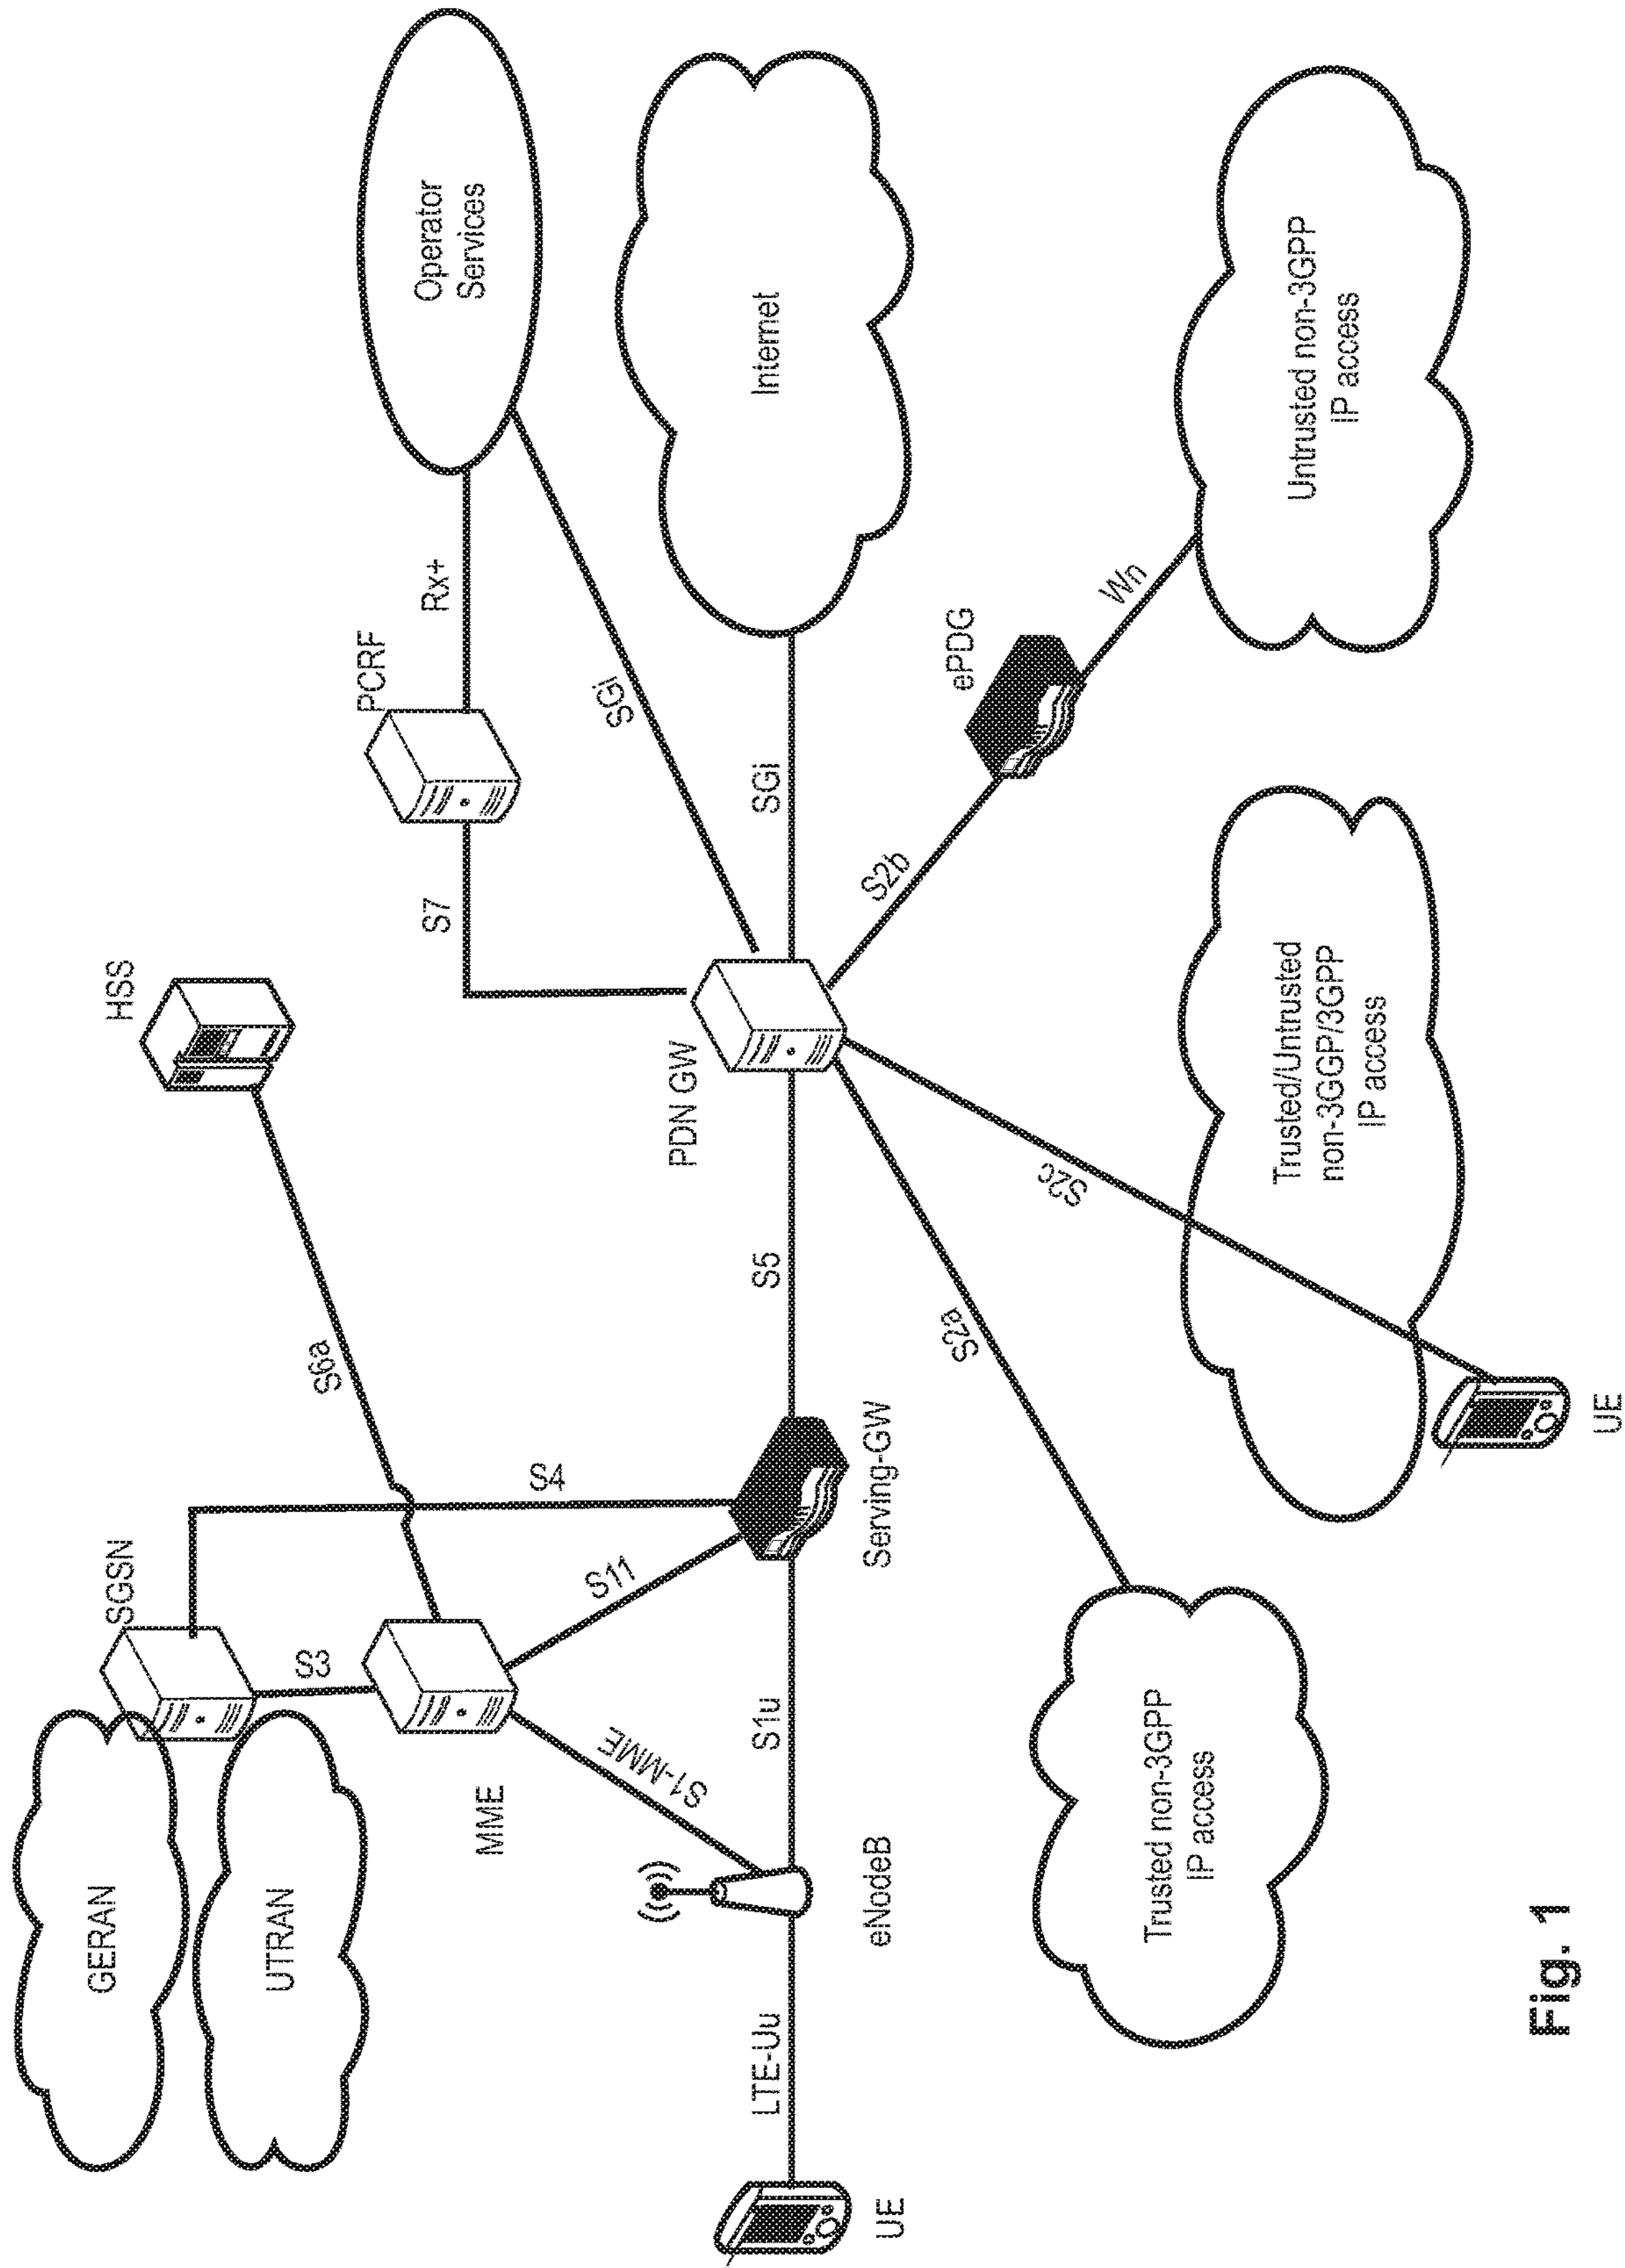 GERAN
SGSN
HSS
UTRAN
S3
S6a
MME
S4
S7
PCRF
Rx+
Operator
Services
S11
S1-MME
SGi
PDN GW
LTE-Uu
S1u
S5
SGi
Internet
UE
eNodeB
Serving-GW
S2b
ePDG
S2a
S2c
Wn
Trusted non-3GPP
IP access
Trusted/Untrusted
non-3GGP/3GPP
IP access
Untrusted non-3GPP
IP access
UE
Fig. 1